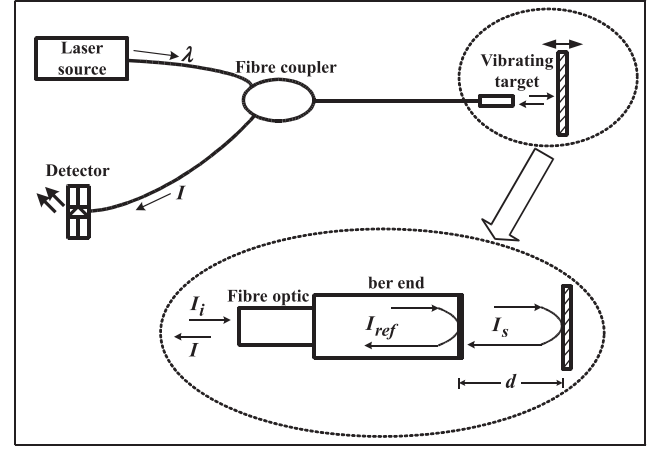 Laser
source
λ
Fibre coupler
Vibrating
target
Detector
I
ber end
Fibre optic
I_i
I_ref
I_s
I
d